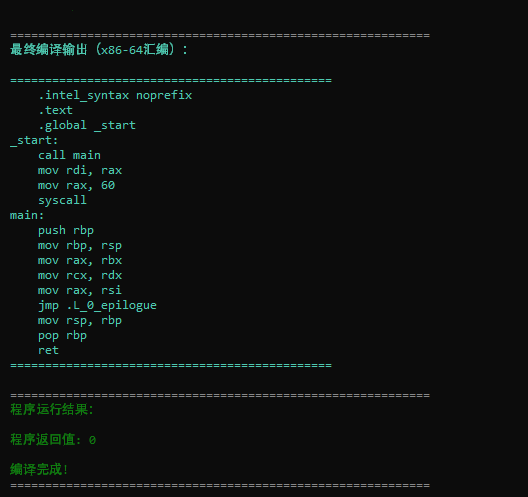 ============================================================
最终编译输出（x86-64汇编）:
==============================================
.intel_syntax noprefix
.text
.global _start
_start:
call main
mov rdi, rax
mov rax, 60
syscall
main:
push rbp
mov rbp, rsp
mov rax, rbx
mov rcx, rdx
mov rax, rsi
jmp .L_0_epilogue
mov rsp, rbp
pop rbp
ret
==============================================
============================================================
程序运行结果:
程序返回值: 0
编译完成!
============================================================